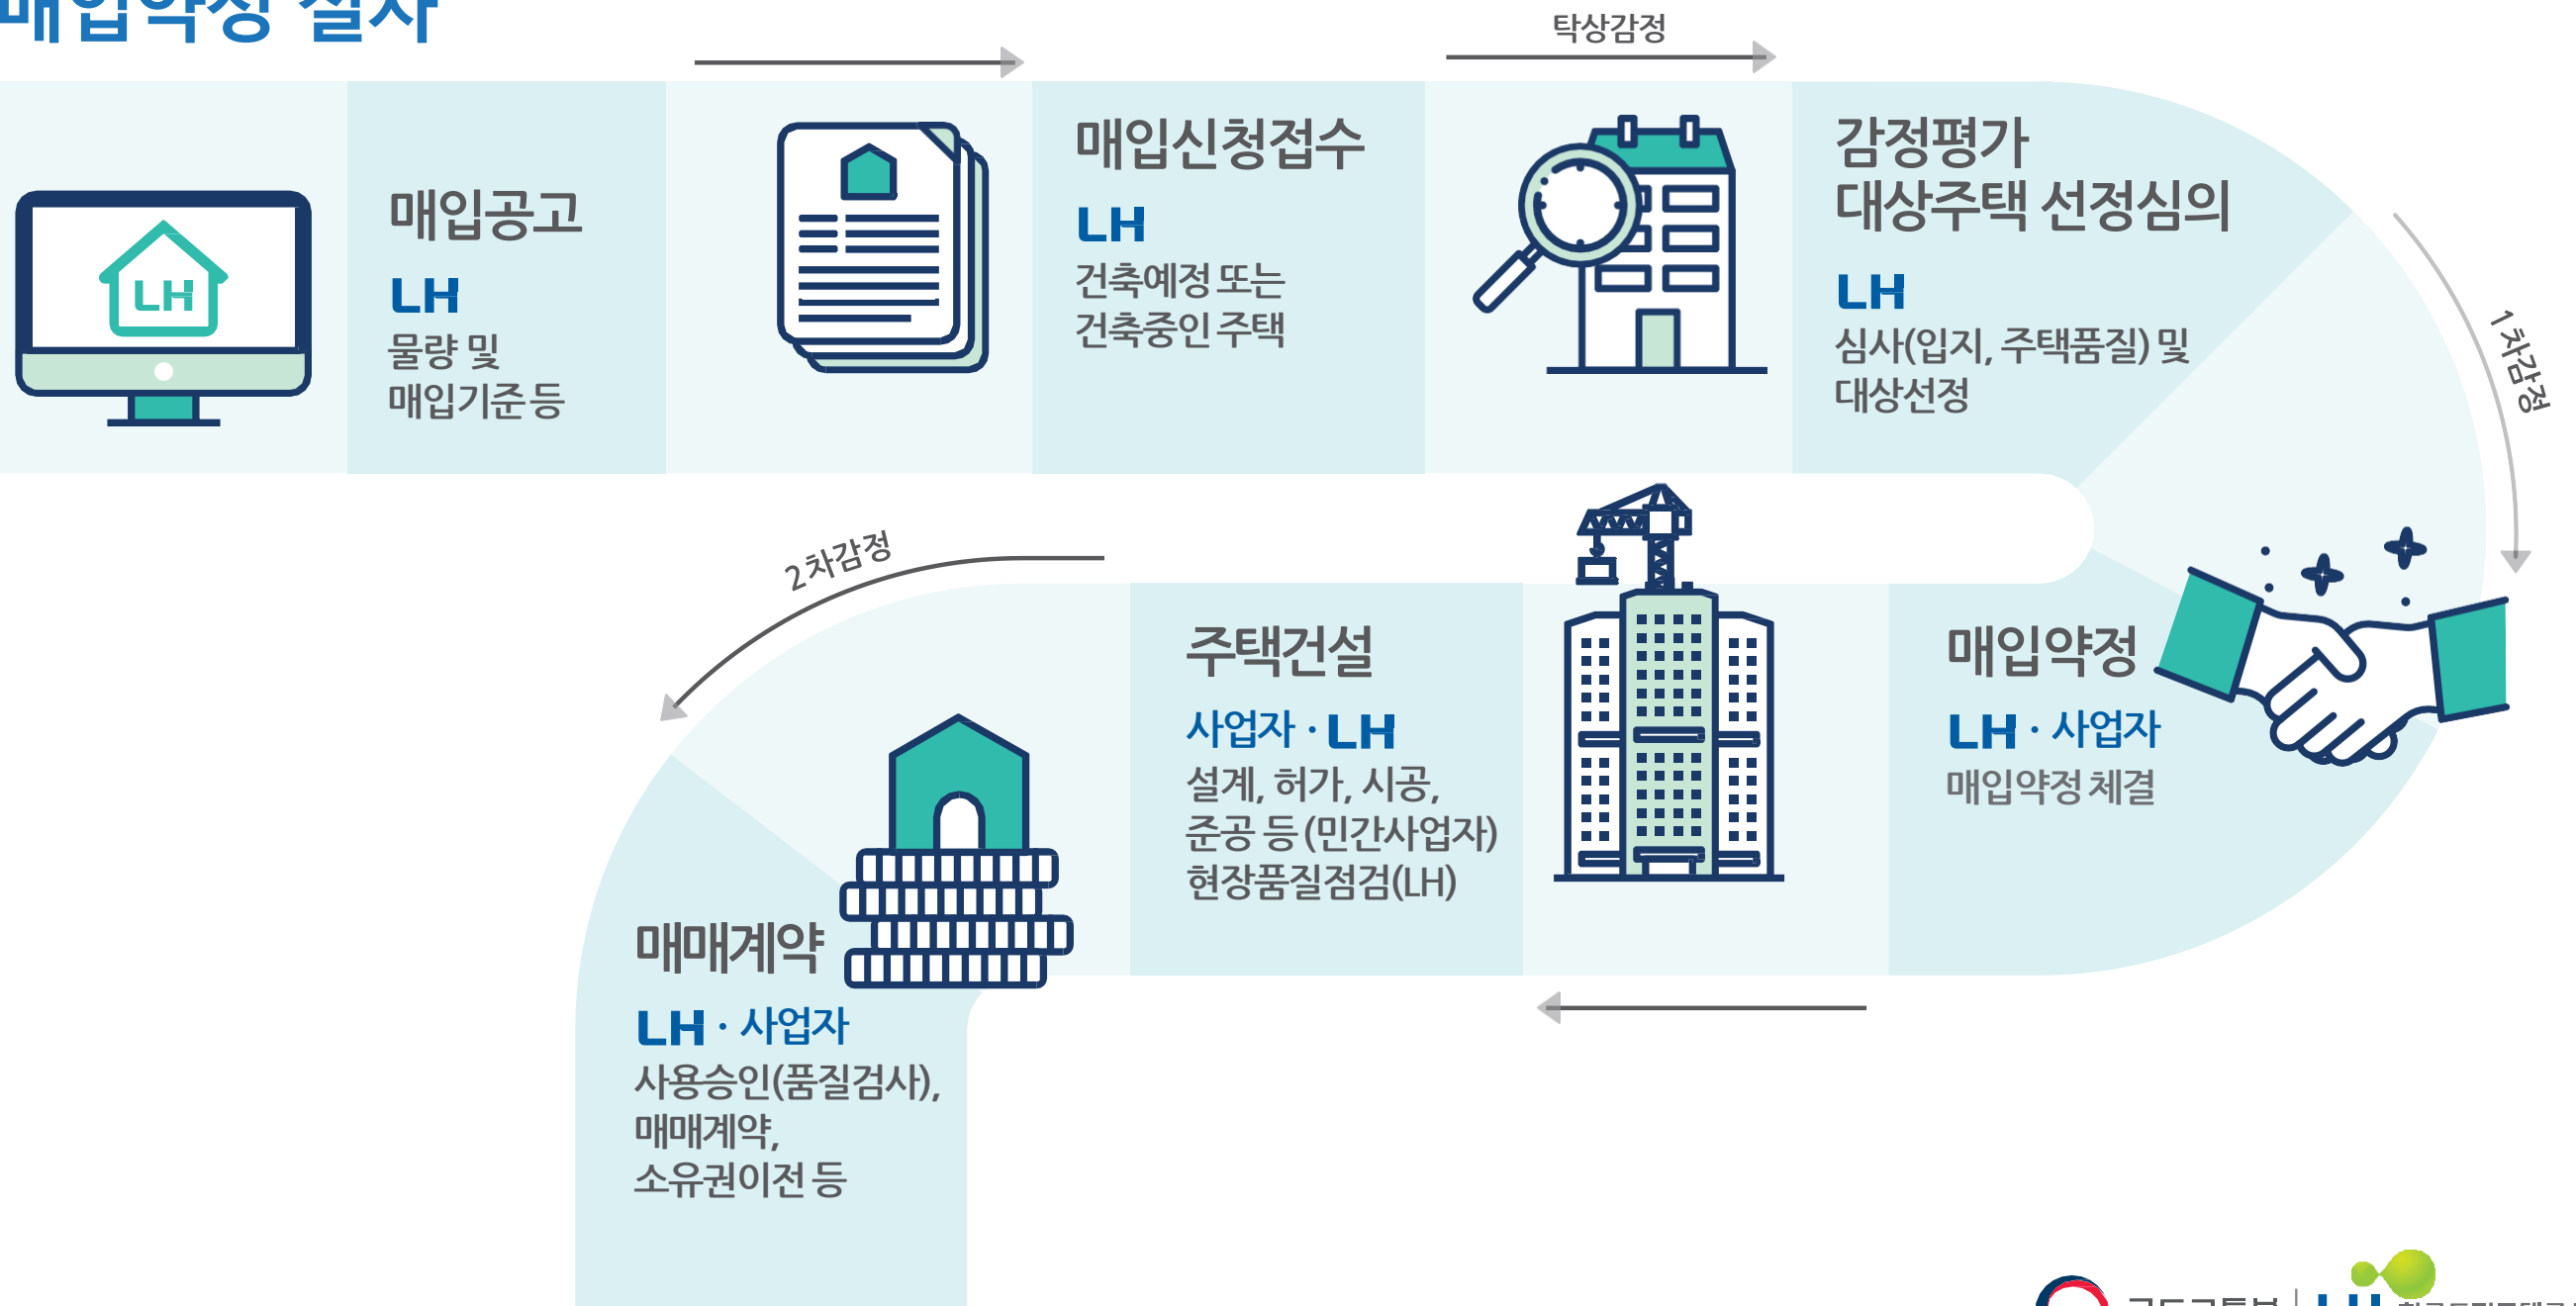 매입약정 절차
탁상감정
매입공고
LH
물량 및
매입기준 등
LH
매입신청접수
LH
건축예정 또는
건축중인 주택
감정평가
대상주택 선정심의
LH
심사(입지, 주택품질) 및
대상선정
1차감정
매입약정
LH · 사업자
매입약정 체결
주택건설
사업자 · LH
설계, 허가, 시공,
준공 등 (민간사업자)
현장품질점검(LH)
2차감정
매매계약
LH · 사업자
사용승인(품질검사),
매매계약,
소유권이전 등